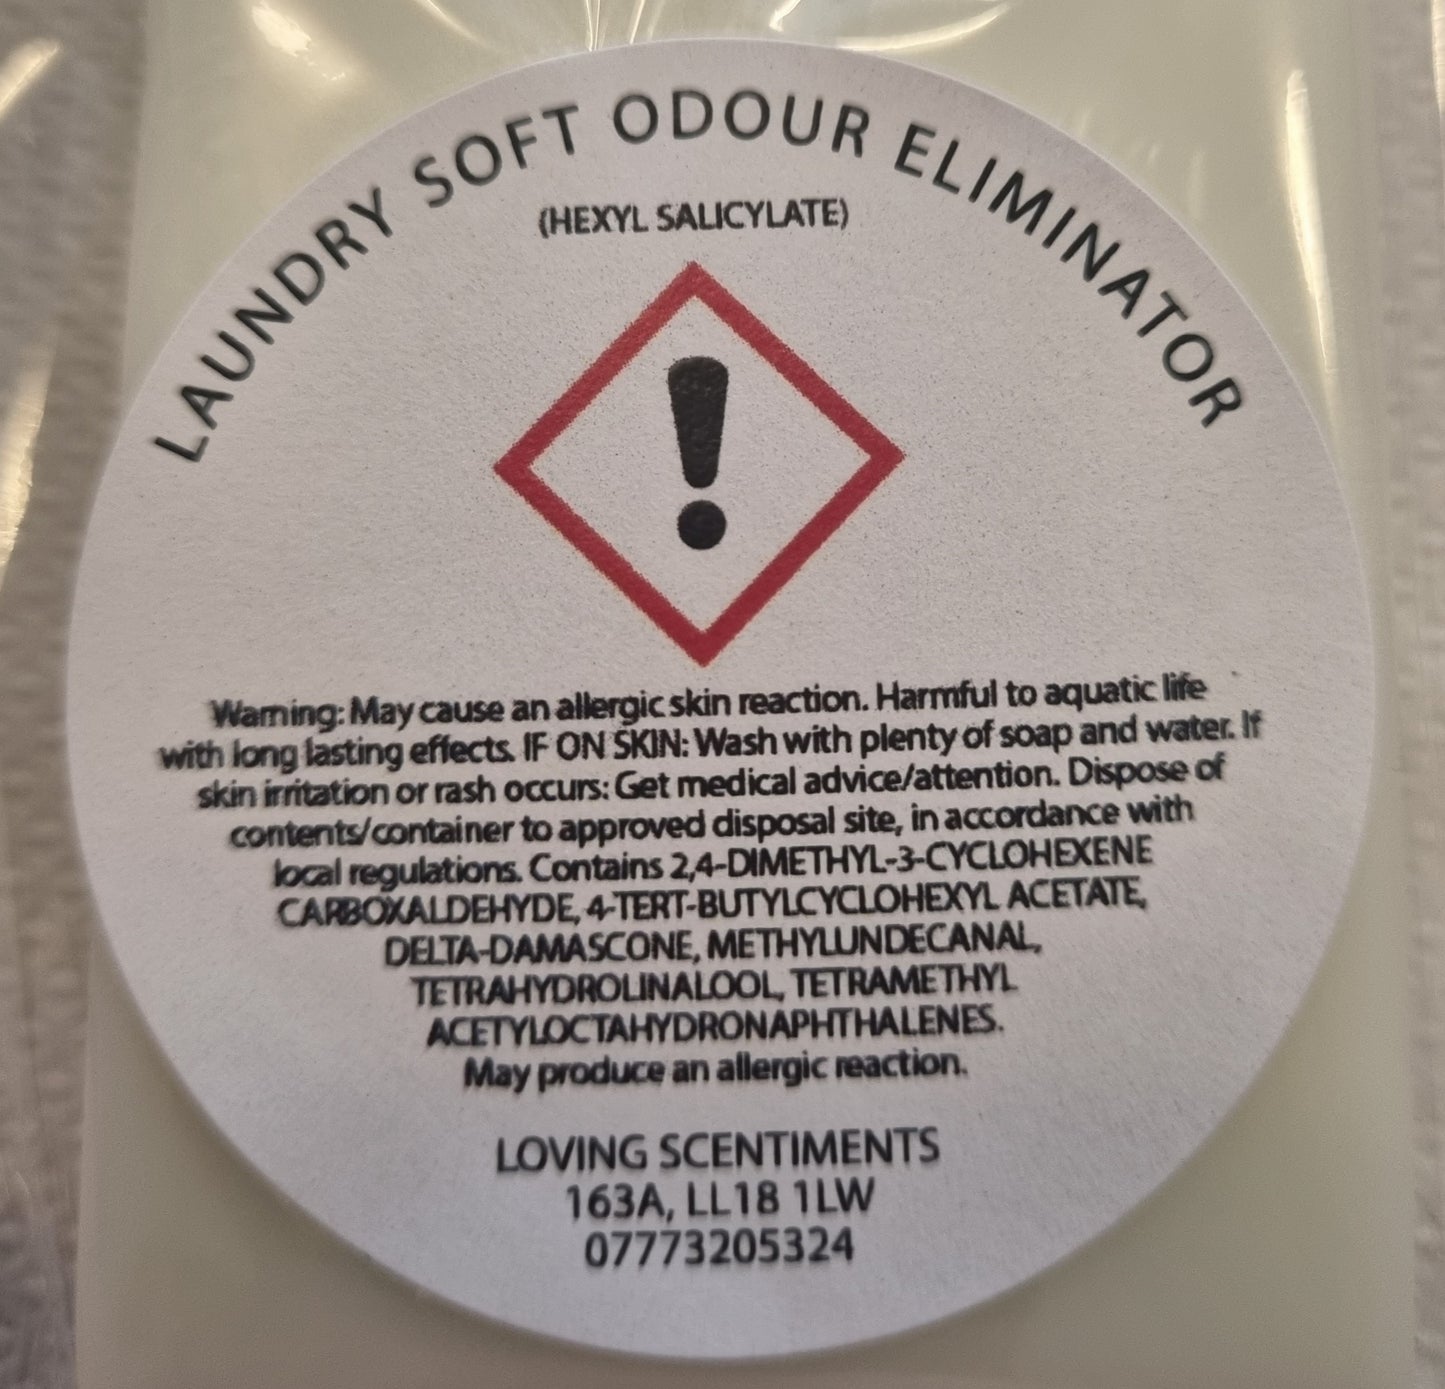 LAUNDRY SOFT ODOUR ELIMINATOR
(HEXYL SALICYLATE)
Warning: May cause an allergic skin reaction. Harmful to aquatic life
with long lasting effects. IF ON SKIN: Wash with plenty of soap and water. If
skin irritation or rash occurs: Get medical advice/attention. Dispose of
contents/container to approved disposal site, in accordance with
local regulations. Contains 2,4-DIMETHYL-3-CYCLOHEXENE
CARBOXALDEHYDE, 4-TERT-BUTYLCYCLOHEXYL ACETATE,
DELTA-DAMASCONE, METHYLUNDECANAL,
TETRAHYDROLINALOOL, TETRAMETHYL
ACETYLOCTAHYDRONAPHTHALENES.
May produce an allergic reaction.
LOVING SCENTIMENTS
163A, LL18 1LW
07773205324